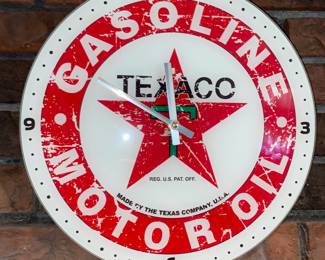 GASOLINE
TEXACO
T
REG. U.S. PAT. OFF.
MADE BY THE TEXAS COMPANY, U.S.A.
MOTOR OIL
9
3